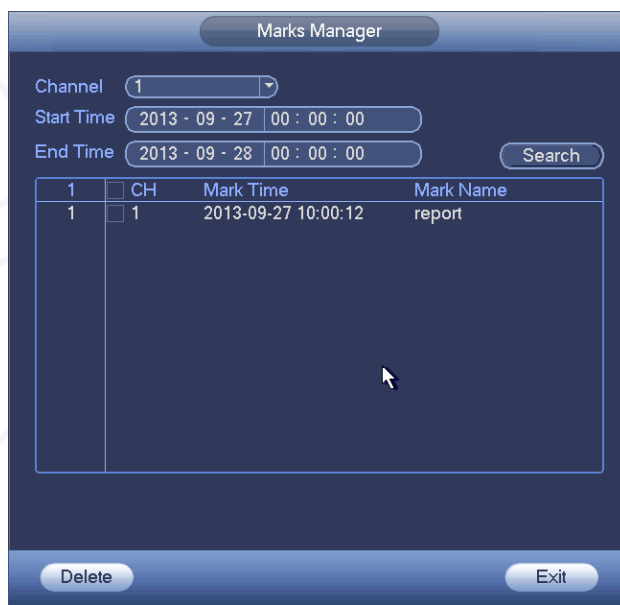 Marks Manager
Channel 1
Start Time 2013 - 09 - 27 00 : 00 : 00
End Time 2013 - 09 - 28 00 : 00 : 00 Search
1 CH Mark Time Mark Name
1 1 2013-09-27 10:00:12 report
Delete Exit